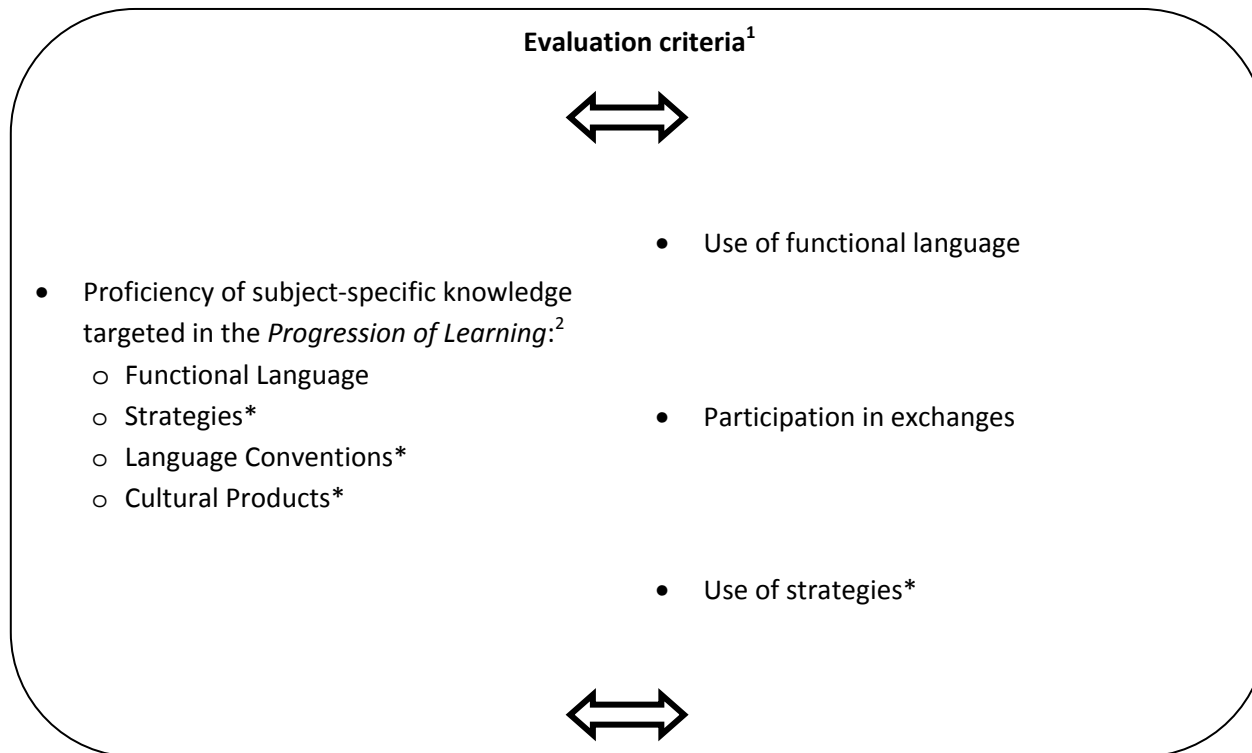 Evaluation criteria1
• Proficiency of subject-specific knowledge
targeted in the Progression of Learning:2
o Functional Language
o Strategies*
o Language Conventions*
o Cultural Products*
• Use of functional language
• Participation in exchanges
• Use of strategies*